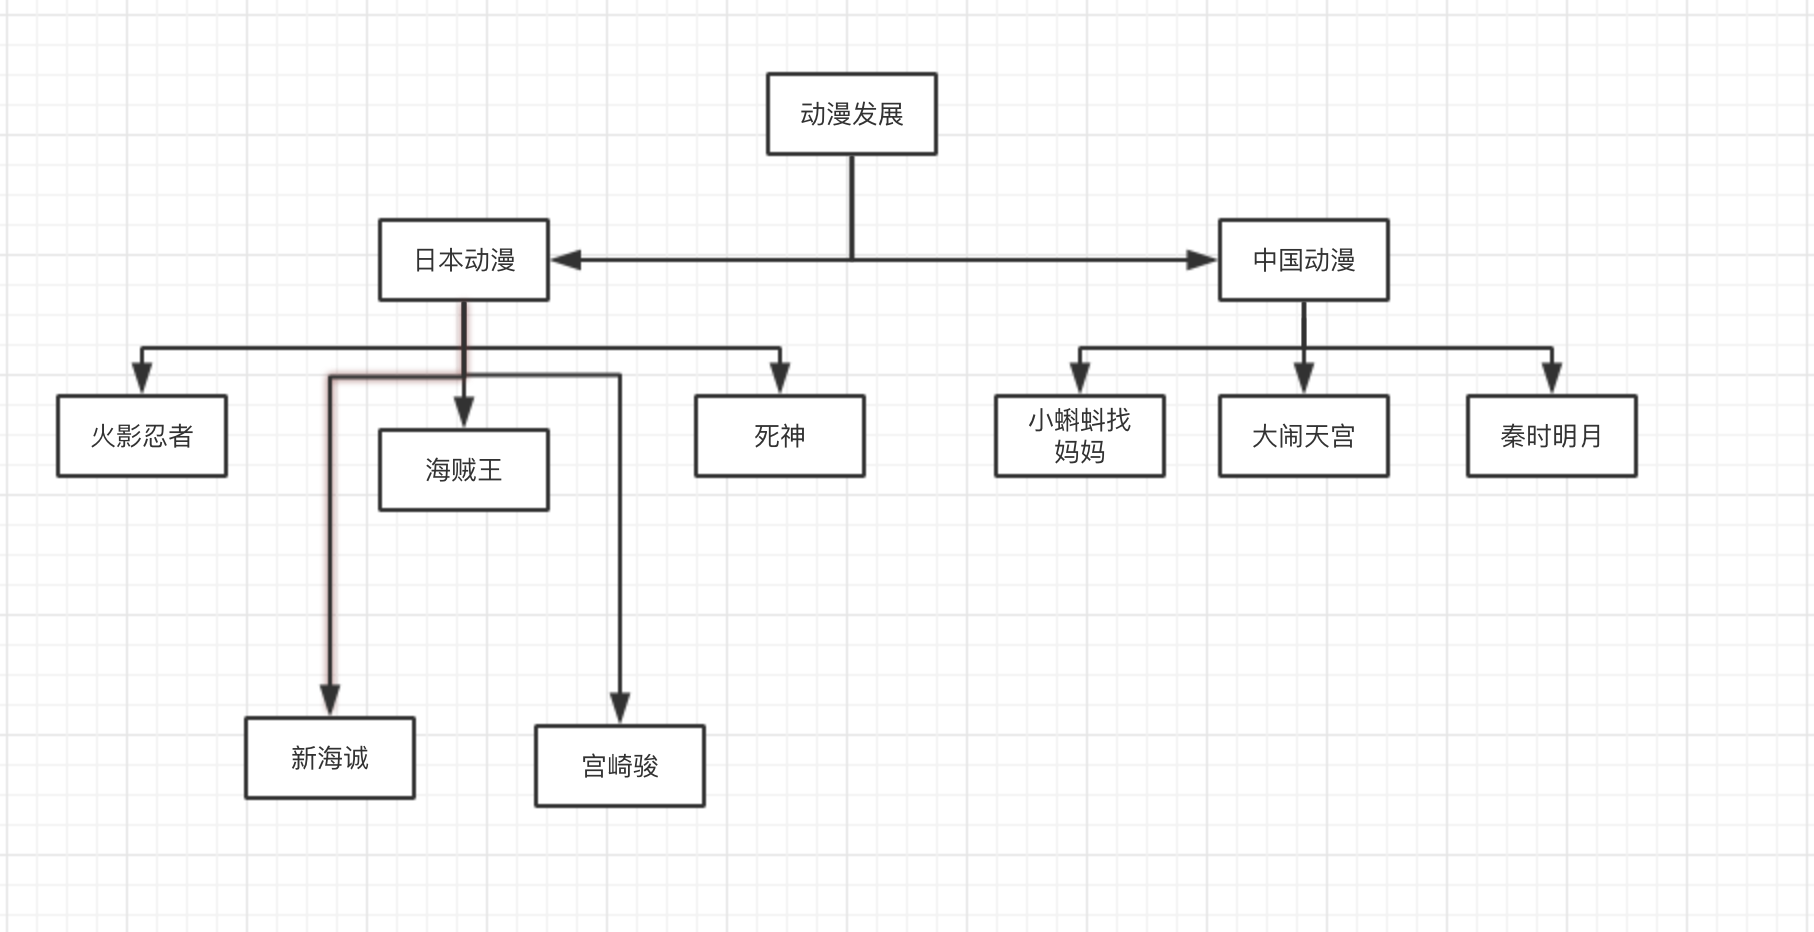 动漫发展
日本动漫
中国动漫
火影忍者
海贼王
死神
小蝌蚪找
妈妈
大闹天宫
秦时明月
新海诚
宫崎骏